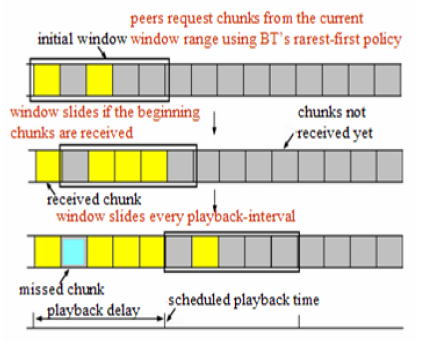 peers request chunks from the current
initial window window range using BT's rarest-first policy
window slides if the beginning
chunks are received
chunks not
received yet
received chunk
window slides every playback-interval
missed chunk
scheduled playback time
playback delay